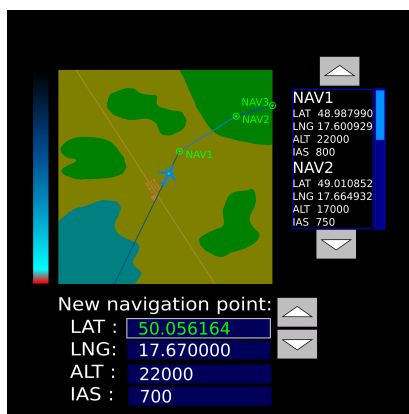 NAV3
NAV2
NAV1
NAV1
LAT 48.987990
LNG 17.600929
ALT 22000
IAS 800
NAV2
LAT 49.010852
LNG 17.664932
ALT 17000
IAS 750
New navigation point:
LAT : 50.056164
LNG: 17.670000
ALT : 22000
IAS : 700